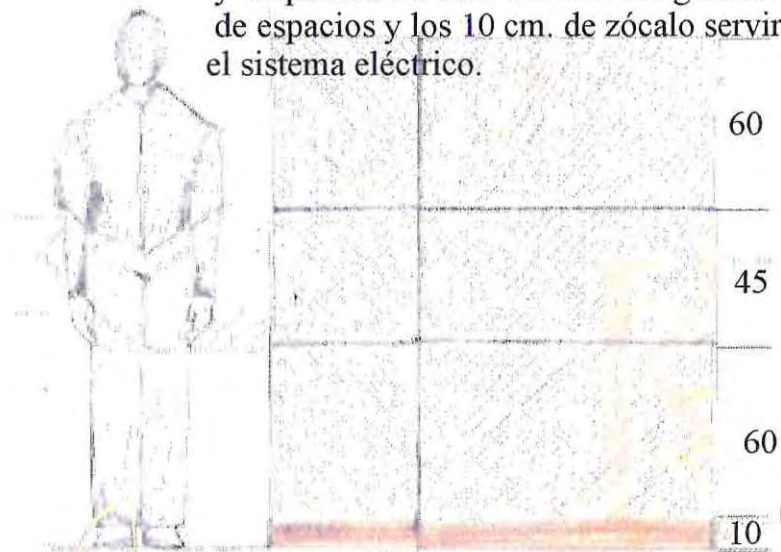 de espacios y los 10 cm. de zócalo servir
el sistema eléctrico.
60
45
60
10